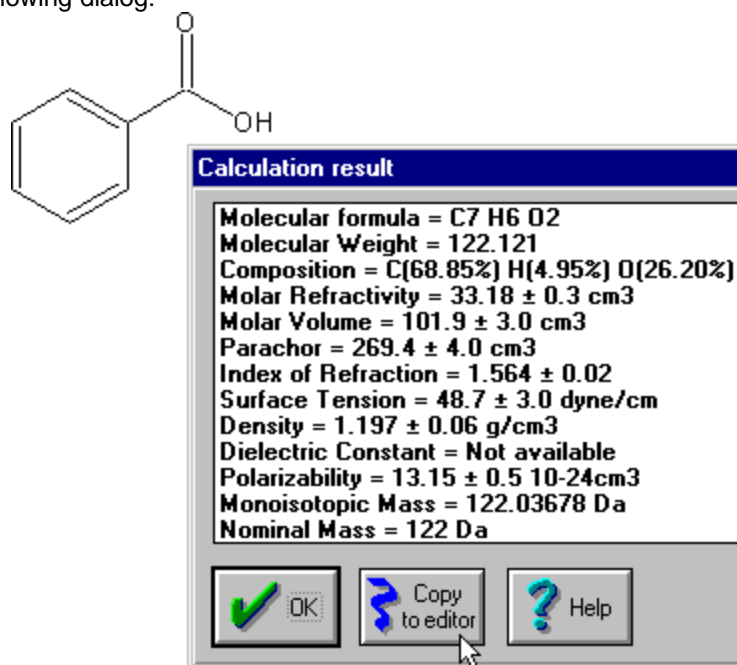 lowing dialog:
O
OH
Calculation result
Molecular formula = C7 H6 O2
Molecular Weight = 122.121
Composition = C(68.85%) H(4.95%) O(26.20%)
Molar Refractivity = 33.18 ± 0.3 cm3
Molar Volume = 101.9 ± 3.0 cm3
Parachor = 269.4 ± 4.0 cm3
Index of Refraction = 1.564 ± 0.02
Surface Tension = 48.7 ± 3.0 dyne/cm
Density = 1.197 ± 0.06 g/cm3
Dielectric Constant = Not available
Polarizability = 13.15 ± 0.5 10-24cm3
Monoisotopic Mass = 122.03678 Da
Nominal Mass = 122 Da
OK
Copy
to editor
Help